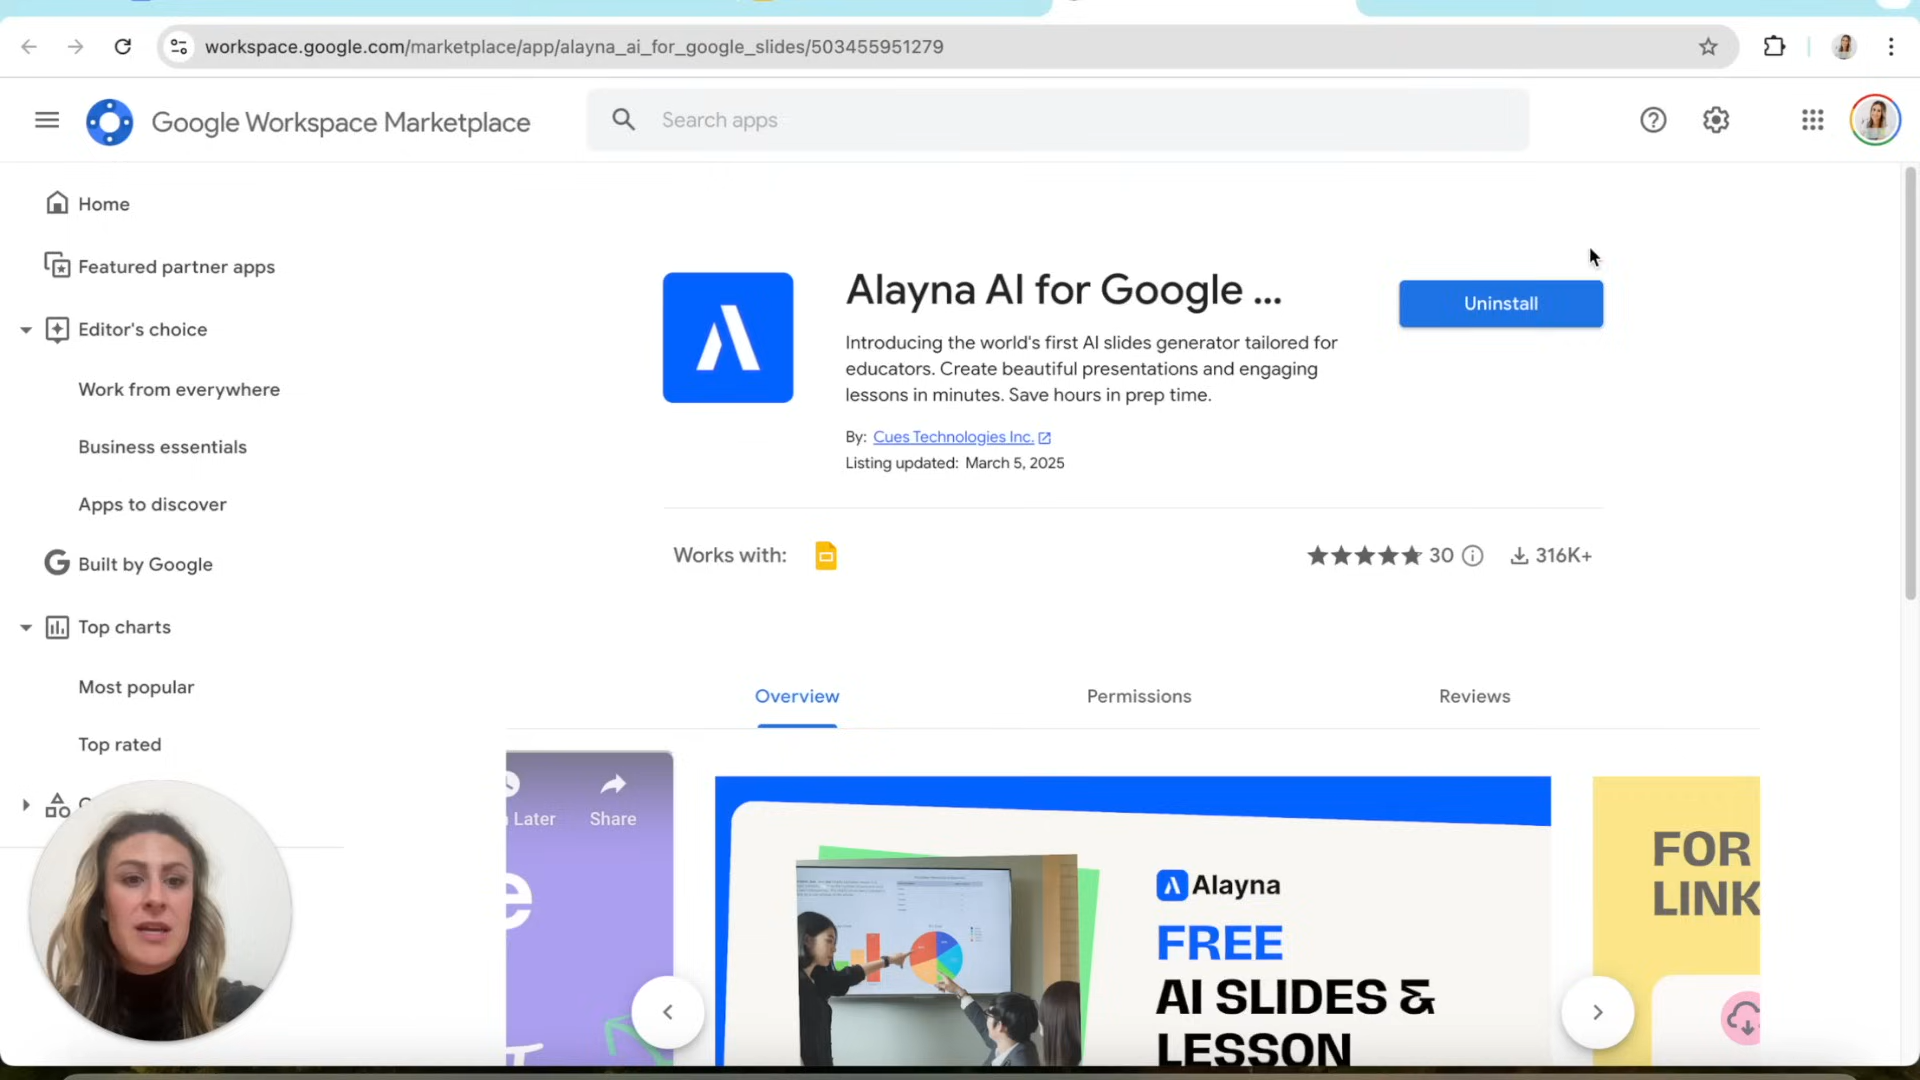 workspace.google.com/marketplace/app/alayna_ai_for_google_slides/503455951279
Google Workspace Marketplace
Search apps
Home
Featured partner apps
Editor's choice
Work from everywhere
Business essentials
Apps to discover
Built by Google
Top charts
Most popular
Top rated
Alayna AI for Google ...
Uninstall
Introducing the world's first AI slides generator tailored for
educators. Create beautiful presentations and engaging
lessons in minutes. Save hours in prep time.
By: Cues Technologies Inc.
Listing updated: March 5, 2025
Works with:
30
316K+
Overview
Permissions
Reviews
Later
Share
Alayna
FREE
AI SLIDES &
LESSON
FOR
LINK